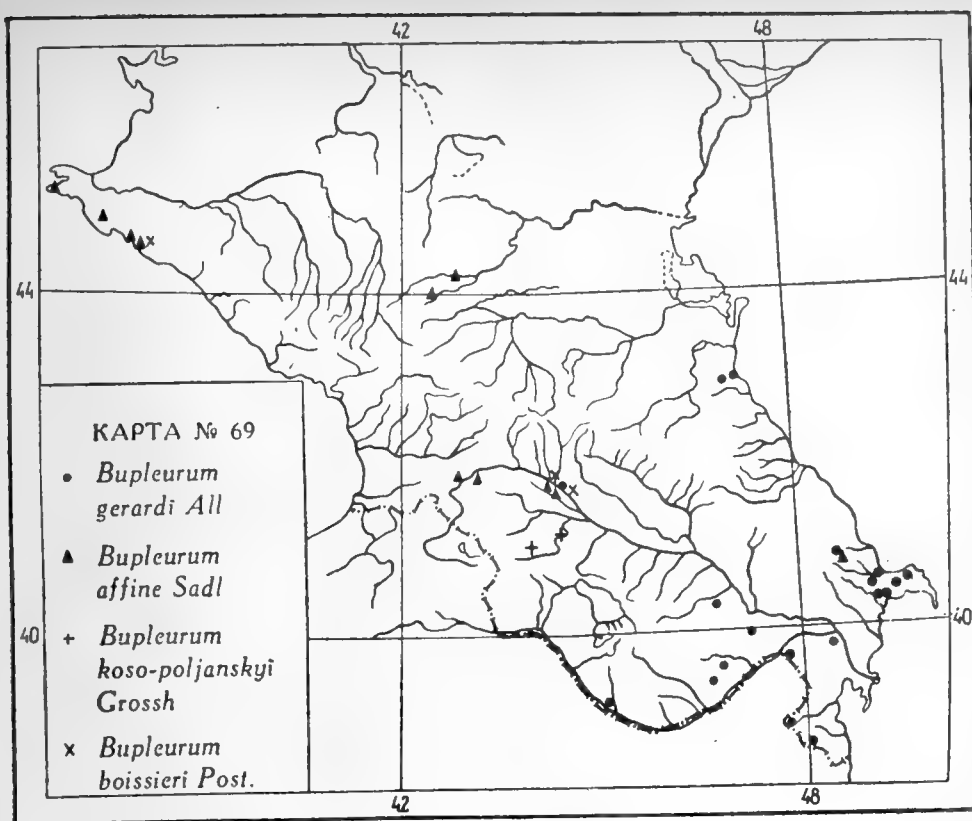 42 48
44 44
КАРТА № 69
Bupleurum
gerardi All
Bupleurum
affine Sadl
Bupleurum
koso-poljanskyi
Grossh
Bupleurum
boissieri Post.
40 40
42 48